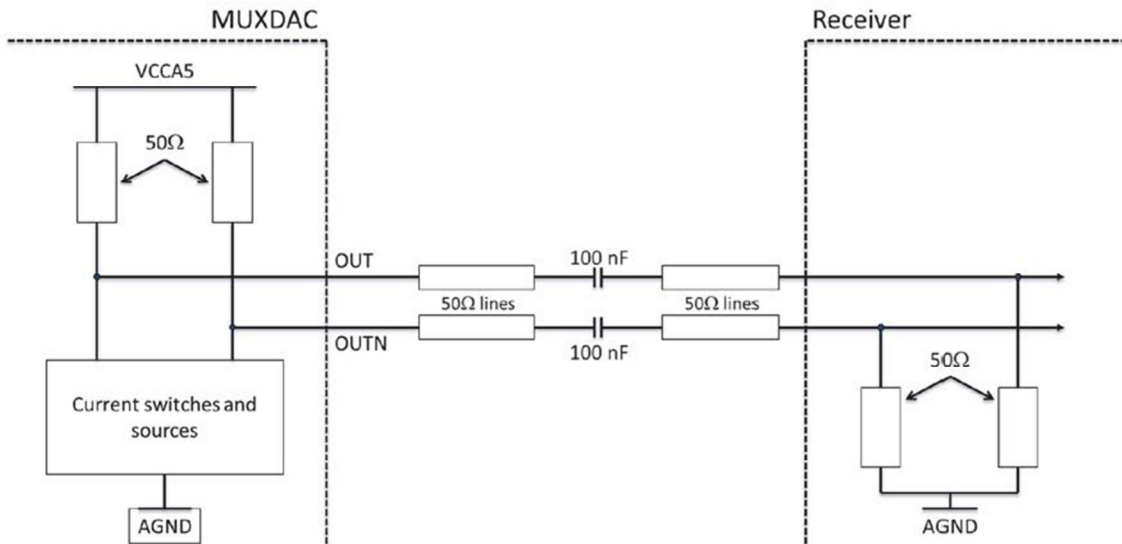 MUXDAC
Receiver
VCCA5
50Ω
OUT
100 nF
50Ω lines
50Ω lines
OUTN
100 nF
50Ω
Current switches and
sources
AGND
AGND